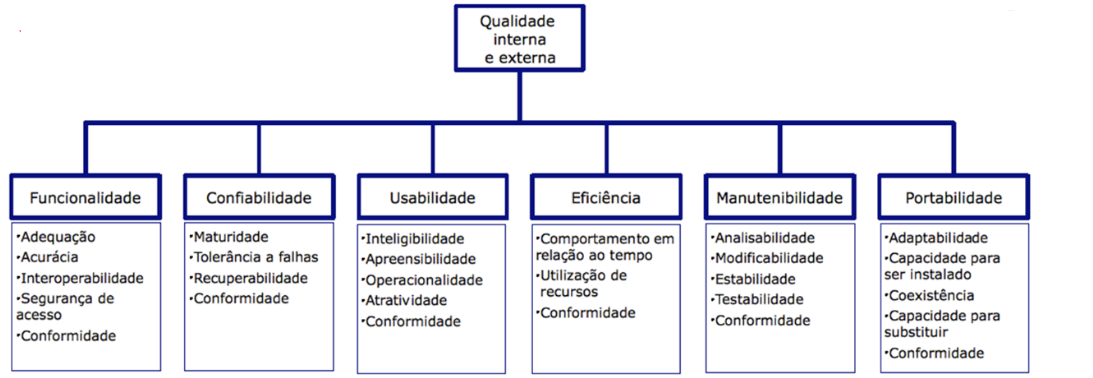 Qualidade
interna
e externa
Funcionalidade
•Adequação
•Acurácia
•Interoperabilidade
•Segurança de
acesso
•Conformidade
Confiabilidade
•Maturidade
•Tolerância a falhas
•Recuperabilidade
•Conformidade
Usabilidade
•Inteligibilidade
•Apreensibilidade
•Operacionalidade
•Atratividade
•Conformidade
Eficiência
•Comportamento em
relação ao tempo
•Utilização de
recursos
•Conformidade
Manutenibilidade
•Analisabilidade
•Modificabilidade
•Estabilidade
•Testabilidade
•Conformidade
Portabilidade
•Adaptabilidade
•Capacidade para
ser instalado
•Coexistência
•Capacidade para
substituir
•Conformidade